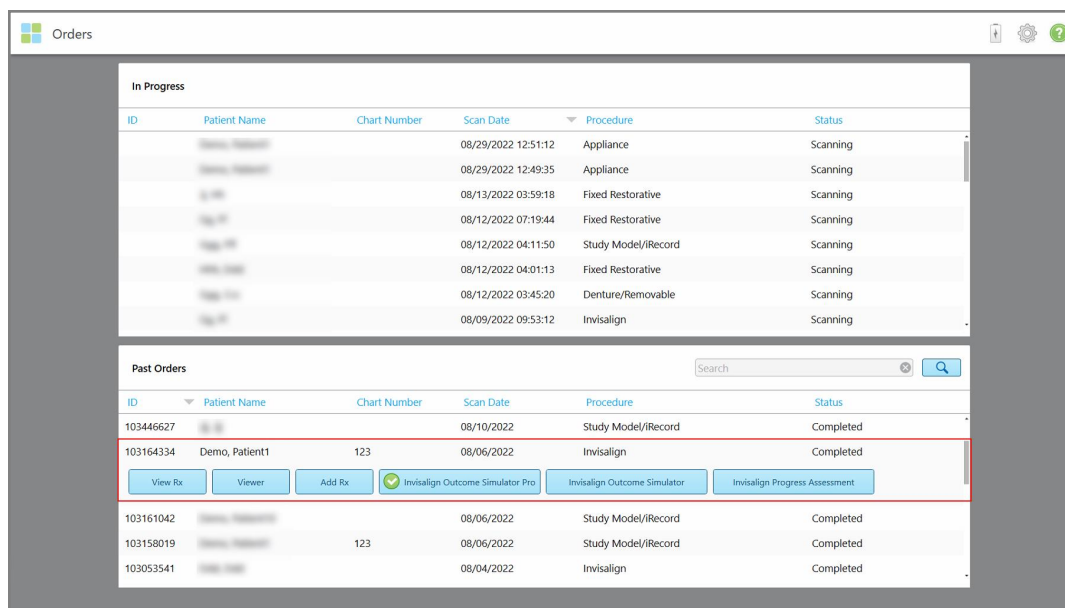 Orders
?
In Progress
ID Patient Name Chart Number Scan Date Procedure Status
08/29/2022 12:51:12 Appliance Scanning
08/29/2022 12:49:35 Appliance Scanning
08/13/2022 03:59:18 Fixed Restorative Scanning
08/12/2022 07:19:44 Fixed Restorative Scanning
08/12/2022 04:11:50 Study Model/iRecord Scanning
08/12/2022 04:01:13 Fixed Restorative Scanning
08/12/2022 03:45:20 Denture/Removable Scanning
08/09/2022 09:53:12 Invisalign Scanning
Past Orders Search
ID Patient Name Chart Number Scan Date Procedure Status
103446627 08/10/2022 Study Model/iRecord Completed
103164334 Demo, Patient1 123 08/06/2022 Invisalign Completed
View Rx Viewer Add Rx Invisalign Outcome Simulator Pro Invisalign Outcome Simulator Invisalign Progress Assessment
103161042 08/06/2022 Study Model/iRecord Completed
103158019 123 08/06/2022 Study Model/iRecord Completed
103053541 08/04/2022 Invisalign Completed